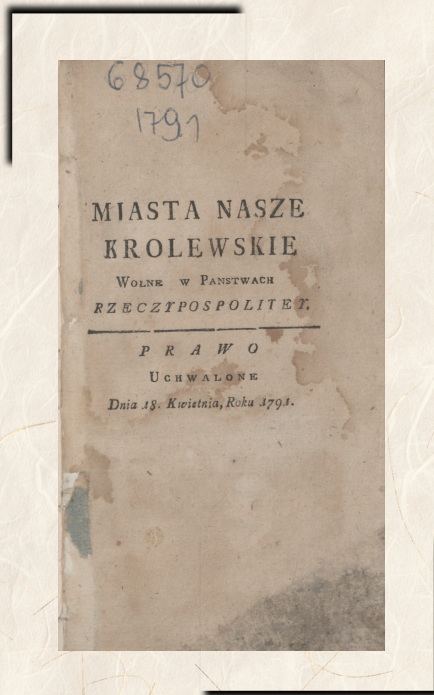 68570
1791
MIASTA NASZE
KROLEWSKIE
WOLNE W PANSTWACH
RZECZYPOSPOLITEY.
PRAWO
UCHWALONE
Dnia 18. Kwietnia, Roku 1791.